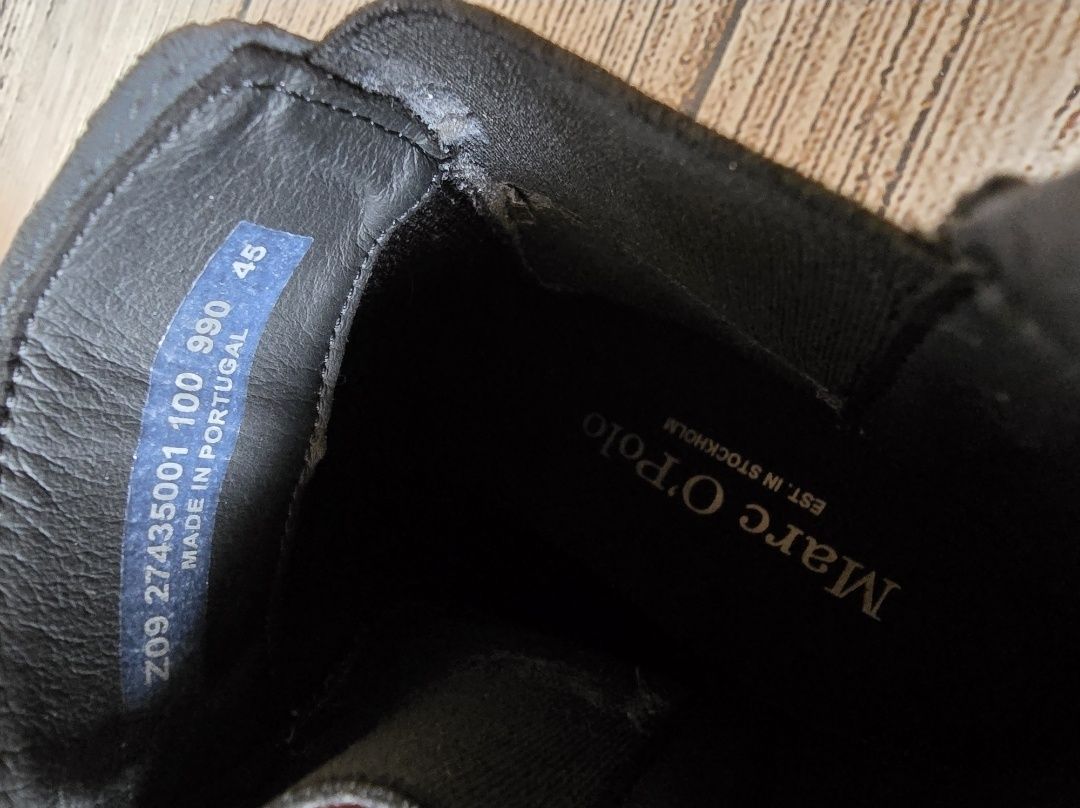 Z09 27435001 100 990 45
MADE IN PORTUGAL
Marc O'Polo
EST. IN STOCKHOLM